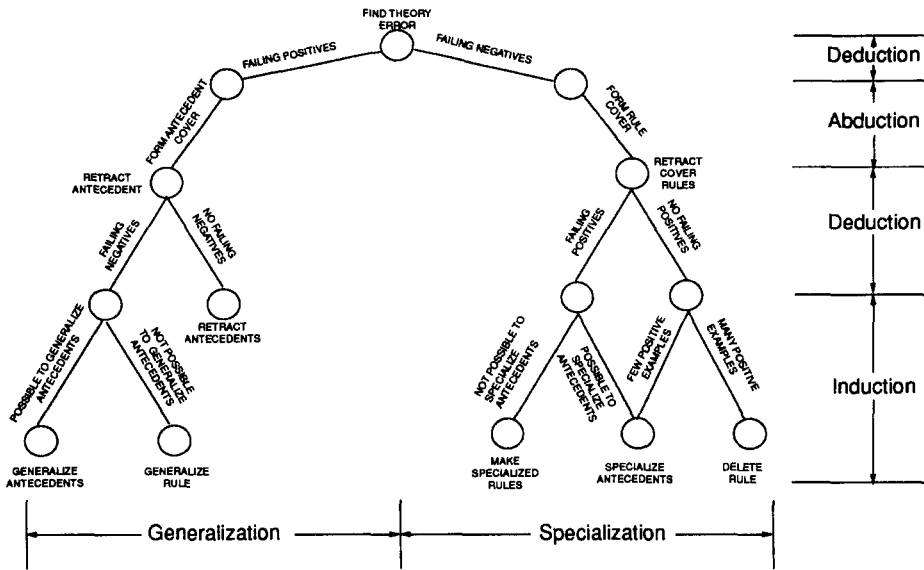 FIND THEORY
ERROR
FAILING POSITIVES
FAILING NEGATIVES
Deduction
FORM ANTECEDENT
COVER
FORM RULE
COVER
Abduction
RETRACT
ANTECEDENT
RETRACT
COVER
RULES
FAILING
NEGATIVES
NO FAILING
NEGATIVES
FAILING
POSITIVES
NO FAILING
POSITIVES
Deduction
RETRACT
ANTECEDENTS
POSSIBLE TO GENERALIZE
ANTECEDENTS
NOT POSSIBLE
TO GENERALIZE
ANTECEDENTS
NOT POSSIBLE TO
SPECIALIZE
ANTECEDENTS
POSSIBLE TO
SPECIALIZE
ANTECEDENTS
FEW POSITIVE
EXAMPLES
MANY POSITIVE
EXAMPLES
Induction
GENERALIZE
ANTECEDENTS
GENERALIZE
RULE
MAKE
SPECIALIZED
RULES
SPECIALIZE
ANTECEDENTS
DELETE
RULE
Generalization
Specialization